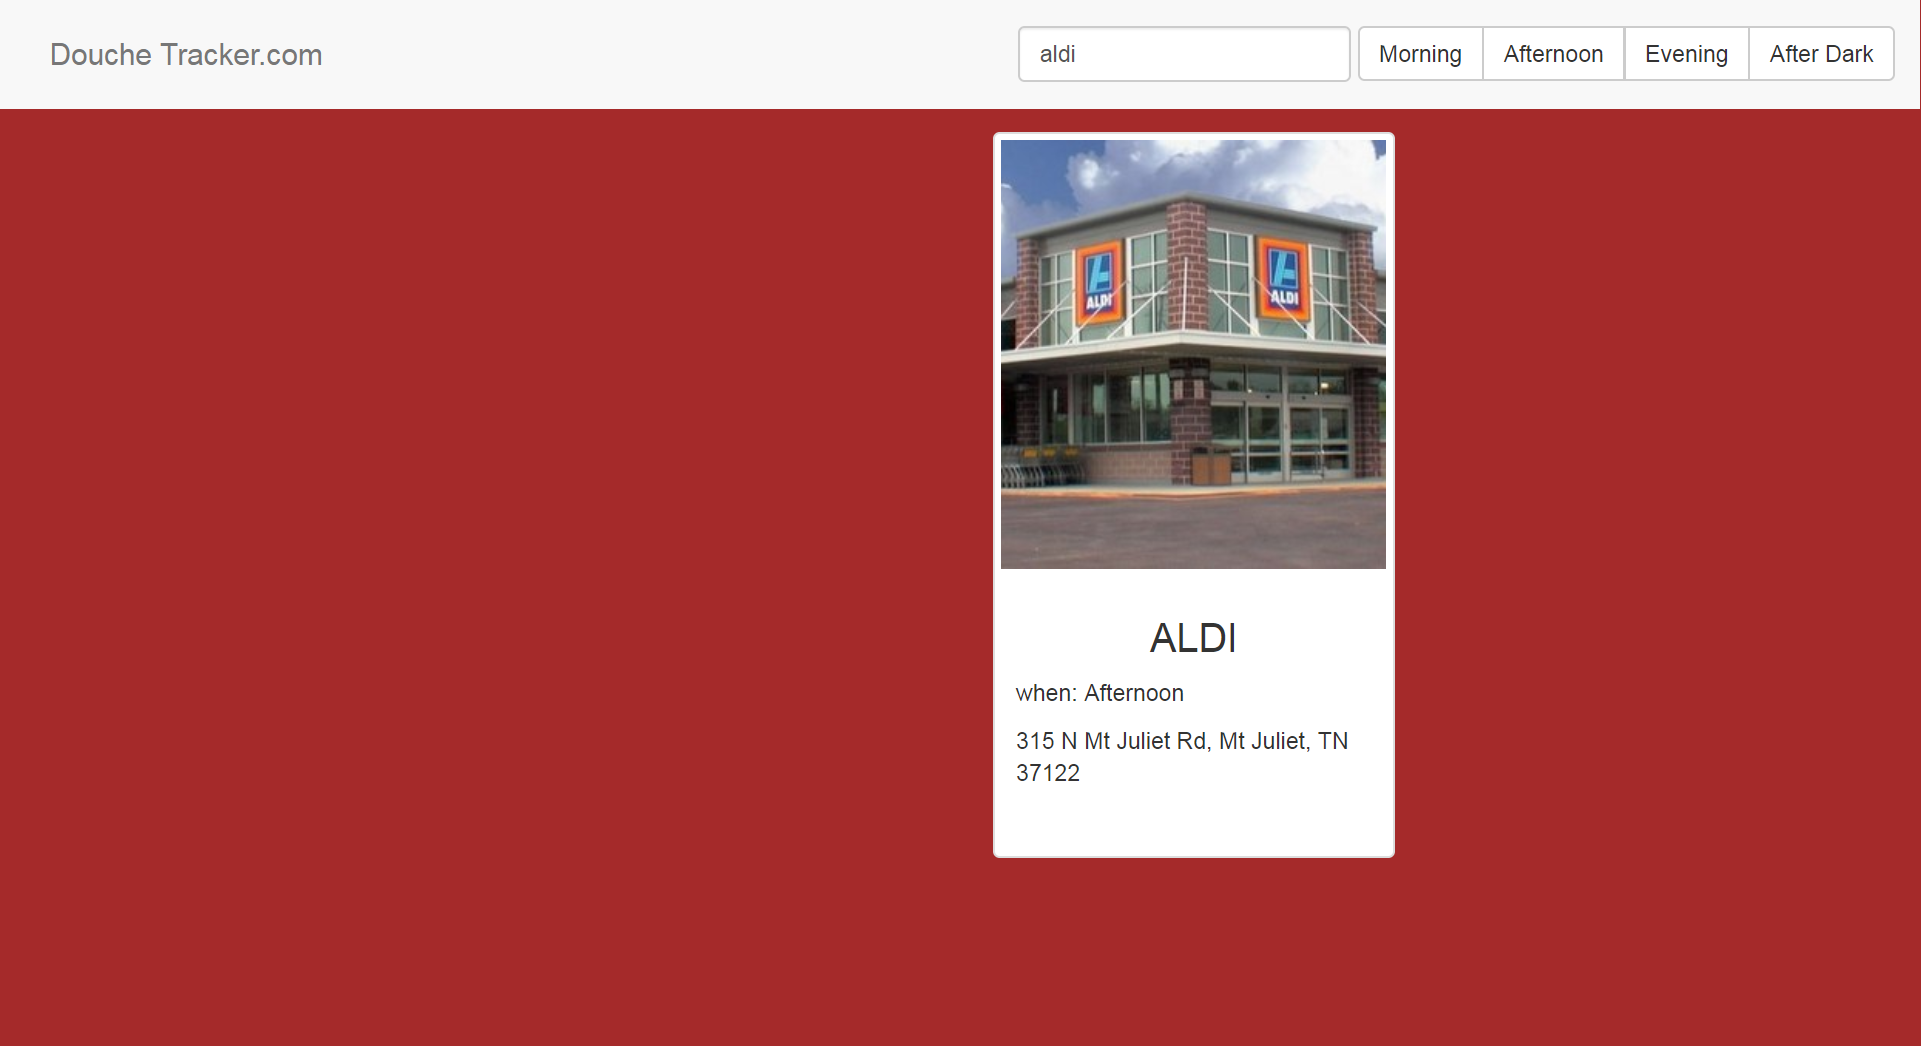 Douche Tracker.com
aldi
Morning
Afternoon
Evening
After Dark
ALDI
ALDI
ALDI
when: Afternoon
315 N Mt Juliet Rd, Mt Juliet, TN
37122